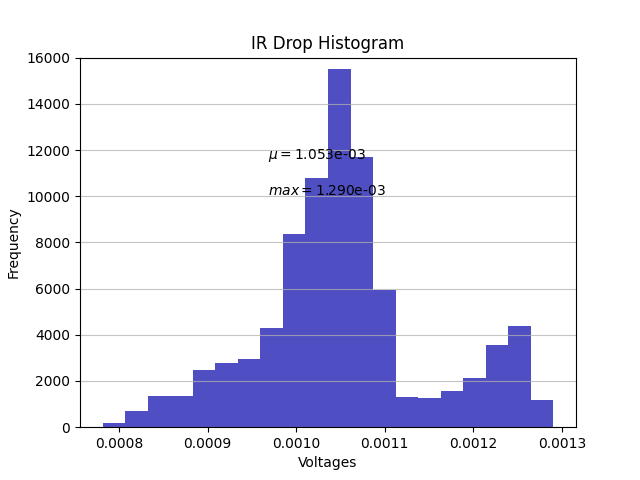 IR Drop Histogram
16000
14000
12000
10000
8000
6000
4000
2000
0
Frequency
μ = 1.053e-03
max = 1.290e-03
0.0008 0.0009 0.0010 0.0011 0.0012 0.0013
Voltages